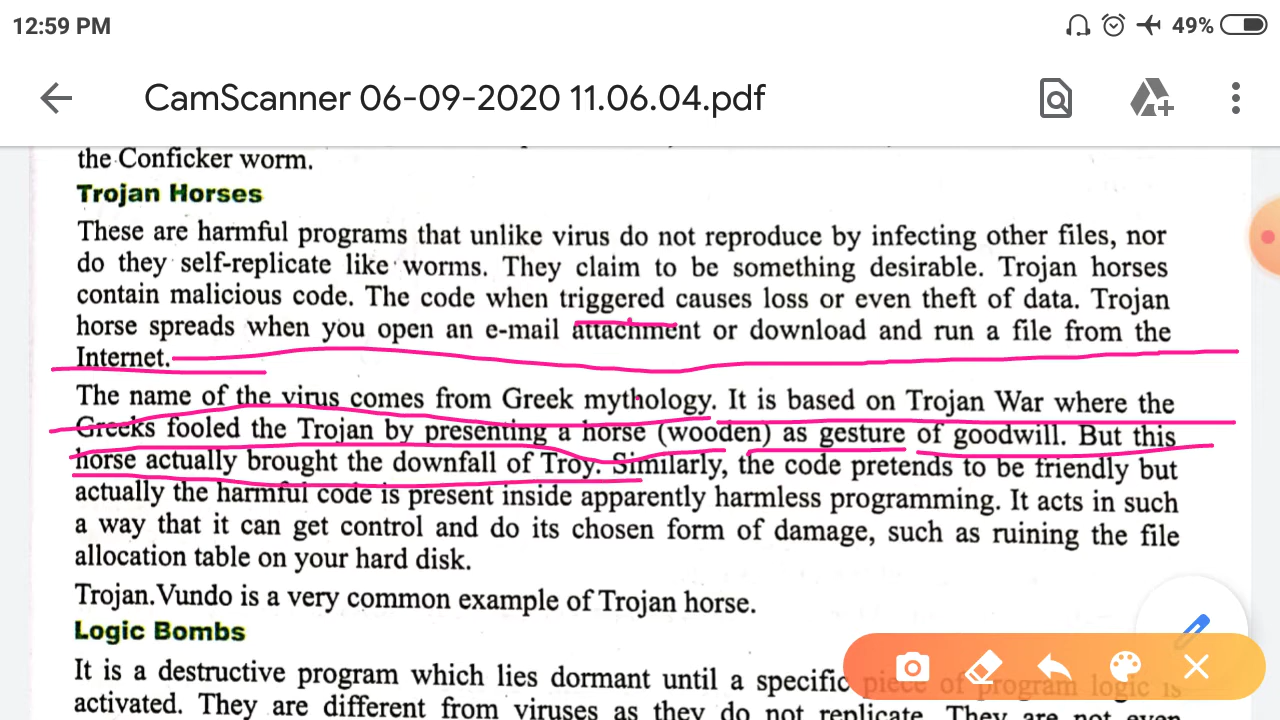 12:59 PM
49%
CamScanner 06-09-2020 11.06.04.pdf
the Conficker worm.
Trojan Horses
These are harmful programs that unlike virus do not reproduce by infecting other files, nor
do they self-replicate like worms. They claim to be something desirable. Trojan horses
contain malicious code. The code when triggered causes loss or even theft of data. Trojan
horse spreads when you open an e-mail attachment or download and run a file from the
Internet.
The name of the virus comes from Greek mythology. It is based on Trojan War where the
Greeks fooled the Trojan by presenting a horse (wooden) as gesture of goodwill. But this
horse actually brought the downfall of Troy. Similarly, the code pretends to be friendly but
actually the harmful code is present inside apparently harmless programming. It acts in such
a way that it can get control and do its chosen form of damage, such as ruining the file
allocation table on your hard disk.
Trojan.Vundo is a very common example of Trojan horse.
Logic Bombs
It is a destructive program which lies dormant until a specific piece of program logic is
activated. They are different from viruses as they do not replicate. They are not even